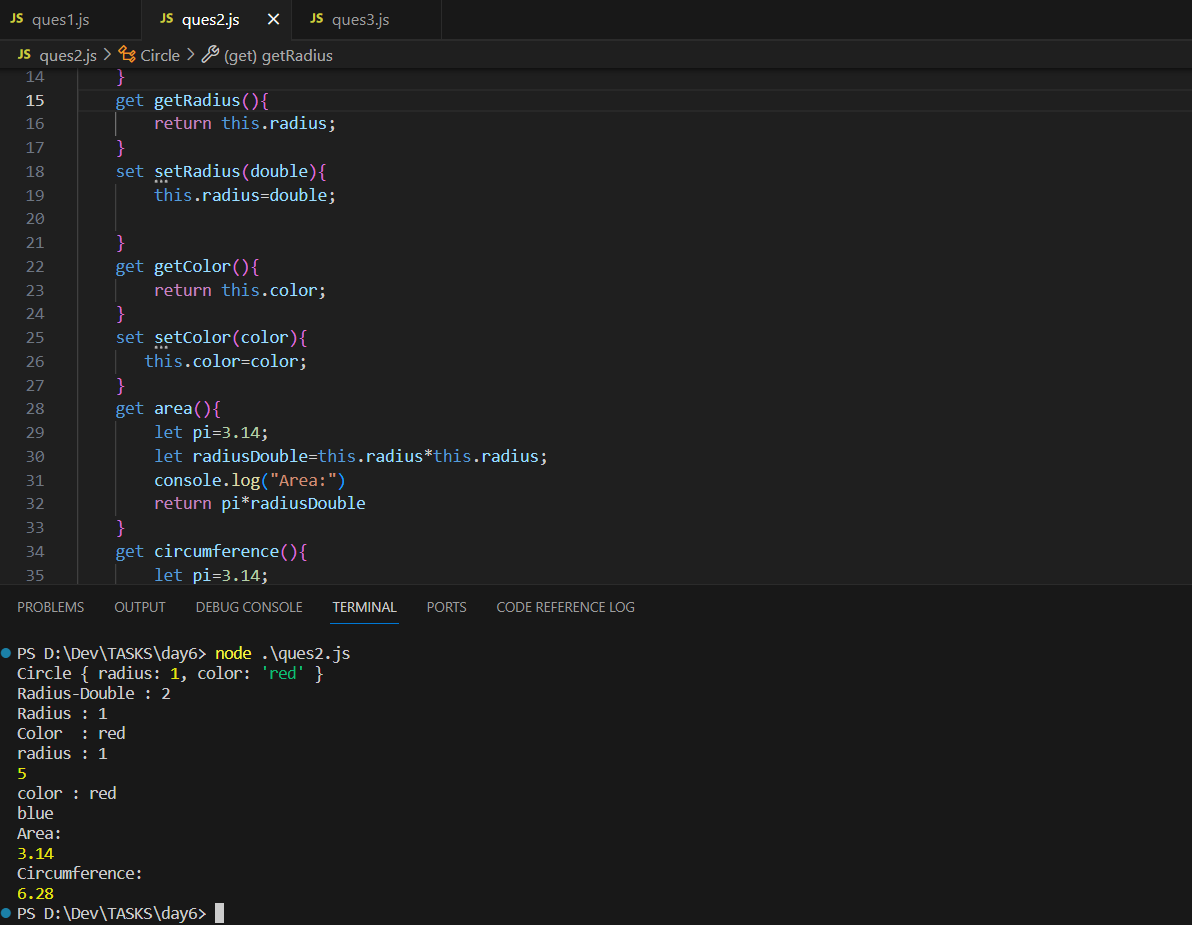 JS ques1.js JS ques2.js × JS ques3.js
JS ques2.js > Circle > (get) getRadius
14 }
15 get getRadius(){
16 return this.radius;
17 }
18 set setRadius(double){
19 this.radius=double;
20
21 }
22 get getColor(){
23 return this.color;
24 }
25 set setColor(color){
26 this.color=color;
27 }
28 get area(){
29 let pi=3.14;
30 let radiusDouble=this.radius*this.radius;
31 console.log("Area:")
32 return pi*radiusDouble
33 }
34 get circumference(){
35 let pi=3.14;
PROBLEMS OUTPUT DEBUG CONSOLE TERMINAL PORTS CODE REFERENCE LOG
PS D:\Dev\TASKS\day6> node .\ques2.js
Circle { radius: 1, color: 'red' }
Radius-Double : 2
Radius : 1
Color  : red
radius : 1
5
color : red
blue
Area:
3.14
Circumference:
6.28
PS D:\Dev\TASKS\day6>